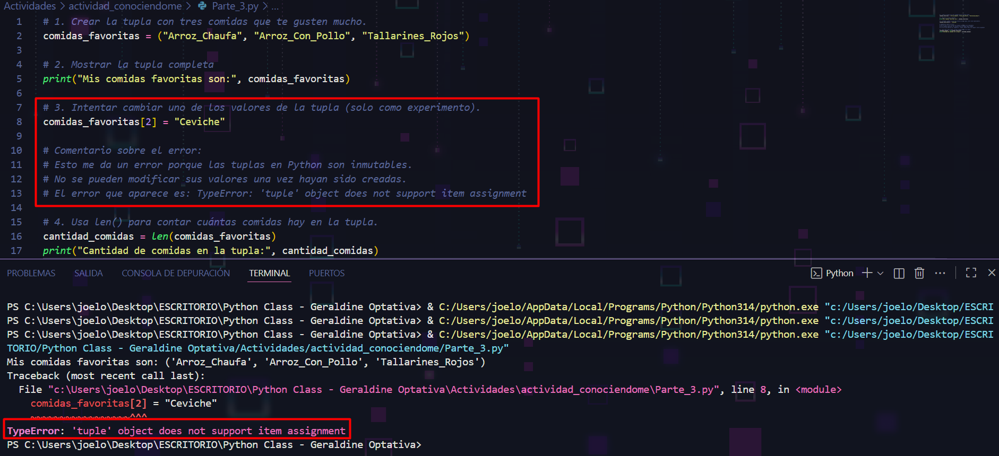 Actividades > actividad_conociendome > Parte_3.py > ...
1 # 1. Crear la tupla con tres comidas que te gusten mucho.
2 comidas_favoritas = ("Arroz_Chaufa", "Arroz_Con_Pollo", "Tallarines_Rojos")
3
4 # 2. Mostrar la tupla completa
5 print("Mis comidas favoritas son:", comidas_favoritas)
6
7 # 3. Intentar cambiar uno de los valores de la tupla (solo como experimento).
8 comidas_favoritas[2] = "Ceviche"
9
10 # Comentario sobre el error:
11 # Esto me da un error porque las tuplas en Python son inmutables.
12 # No se pueden modificar sus valores una vez hayan sido creadas.
13 # El error que aparece es: TypeError: 'tuple' object does not support item assignment
14
15 # 4. Usa len() para contar cuántas comidas hay en la tupla.
16 cantidad_comidas = len(comidas_favoritas)
17 print("Cantidad de comidas en la tupla:", cantidad_comidas)
PROBLEMAS SALIDA CONSOLA DE DEPURACIÓN TERMINAL PUERTOS Python
PS C:\Users\joelo\Desktop\ESCRITORIO\Python Class - Geraldine Optativa> & C:/Users/joelo/AppData/Local/Programs/Python/Python314/python.exe "c:/Users/joelo/Desktop/ESCRI
PS C:\Users\joelo\Desktop\ESCRITORIO\Python Class - Geraldine Optativa> & C:/Users/joelo/AppData/Local/Programs/Python/Python314/python.exe "c:/Users/joelo/Desktop/ESCRI
PS C:\Users\joelo\Desktop\ESCRITORIO\Python Class - Geraldine Optativa> & C:/Users/joelo/AppData/Local/Programs/Python/Python314/python.exe "c:/Users/joelo/Desktop/ESCRI
TORIO/Python Class - Geraldine Optativa/Actividades/actividad_conociendome/Parte_3.py"
Mis comidas favoritas son: ('Arroz_Chaufa', 'Arroz_Con_Pollo', 'Tallarines_Rojos')
Traceback (most recent call last):
File "c:\Users\joelo\Desktop\ESCRITORIO\Python Class - Geraldine Optativa\Actividades\actividad_conociendome\Parte_3.py", line 8, in <module>
comidas_favoritas[2] = "Ceviche"
~~~~~~~~~~~~~~~~~^^^
TypeError: 'tuple' object does not support item assignment
PS C:\Users\joelo\Desktop\ESCRITORIO\Python Class - Geraldine Optativa>